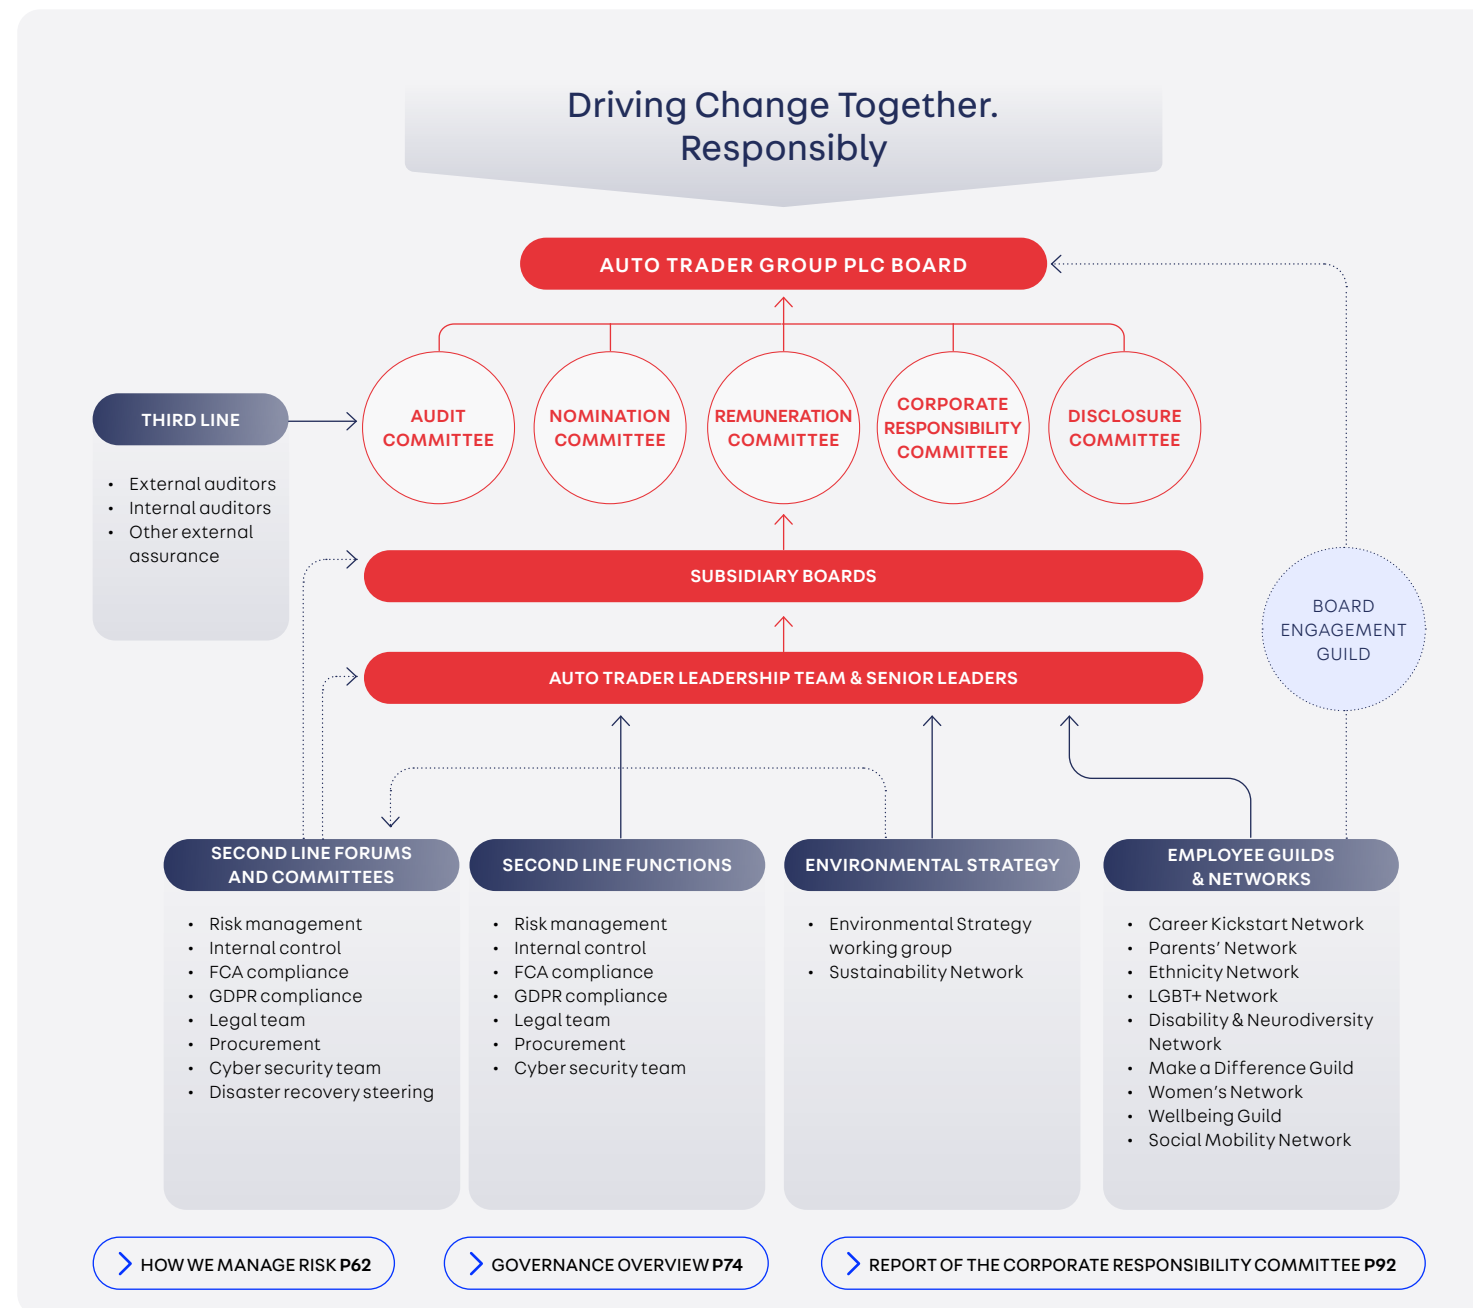 Driving Change Together.
Responsibly
AUTO TRADER GROUP PLC BOARD
THIRD LINE
• External auditors
• Internal auditors
• Other external
assurance
AUDIT
COMMITTEE
NOMINATION
COMMITTEE
REMUNERATION
COMMITTEE
CORPORATE
RESPONSIBILITY
COMMITTEE
DISCLOSURE
COMMITTEE
SUBSIDIARY BOARDS
AUTO TRADER LEADERSHIP TEAM & SENIOR LEADERS
BOARD
ENGAGEMENT
GUILD
SECOND LINE FORUMS
AND COMMITTEES
• Risk management
• Internal control
• FCA compliance
• GDPR compliance
• Legal team
• Procurement
• Cyber security team
• Disaster recovery steering
SECOND LINE FUNCTIONS
• Risk management
• Internal control
• FCA compliance
• GDPR compliance
• Legal team
• Procurement
• Cyber security team
ENVIRONMENTAL STRATEGY
• Environmental Strategy
working group
• Sustainability Network
EMPLOYEE GUILDS
& NETWORKS
• Career Kickstart Network
• Parents’ Network
• Ethnicity Network
• LGBT+ Network
• Disability & Neurodiversity
Network
• Make a Difference Guild
• Women’s Network
• Wellbeing Guild
• Social Mobility Network
HOW WE MANAGE RISK P62
GOVERNANCE OVERVIEW P74
REPORT OF THE CORPORATE RESPONSIBILITY COMMITTEE P92